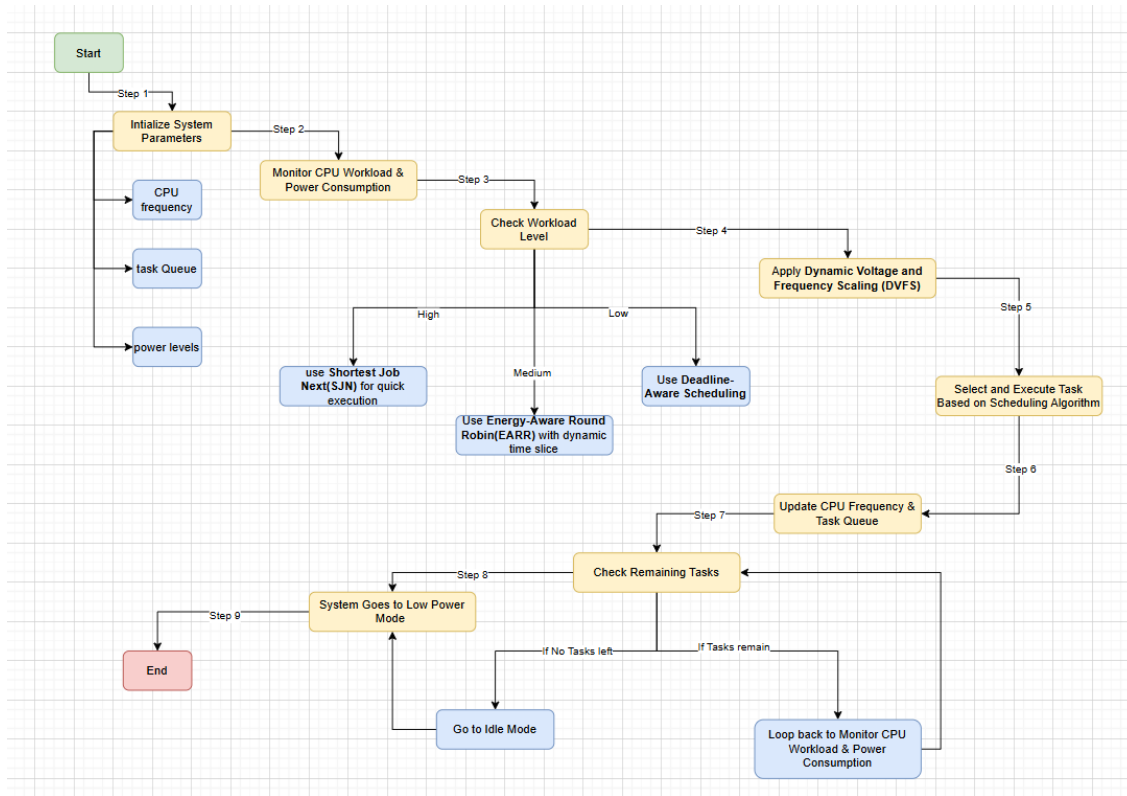 Start
Step 1
Intialize System
Parameters
Step 2
CPU
frequency
task Queue
power levels
Monitor CPU Workload &
Power Consumption
Step 3
Check Workload
Level
Step 4
High
Medium
Low
use Shortest Job
Next(SJN) for quick
execution
Use Energy-Aware Round
Robin(EARR) with dynamic
time slice
Use Deadline-
Aware Scheduling
Apply Dynamic Voltage and
Frequency Scaling (DVFS)
Step 5
Select and Execute Task
Based on Scheduling Algorithm
Step 6
Update CPU Frequency &
Task Queue
Step 7
Check Remaining Tasks
Step 8
If No Tasks left
If Tasks remain
Go to Idle Mode
Loop back to Monitor CPU
Workload & Power
Consumption
System Goes to Low Power
Mode
Step 9
End